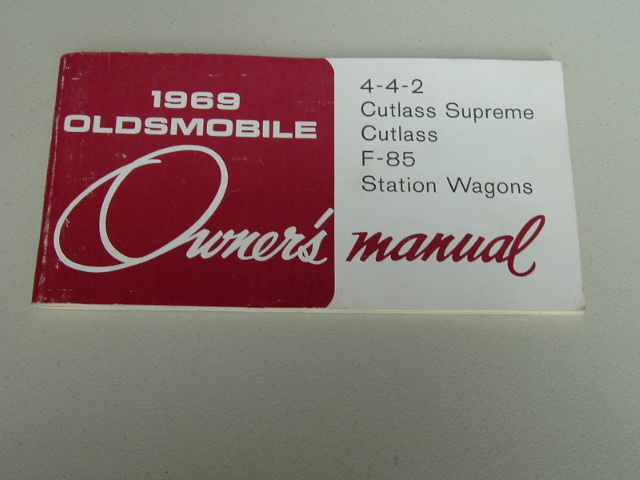 1969
OLDSMOBILE
Owner's manual
4-4-2
Cutlass Supreme
Cutlass
F-85
Station Wagons